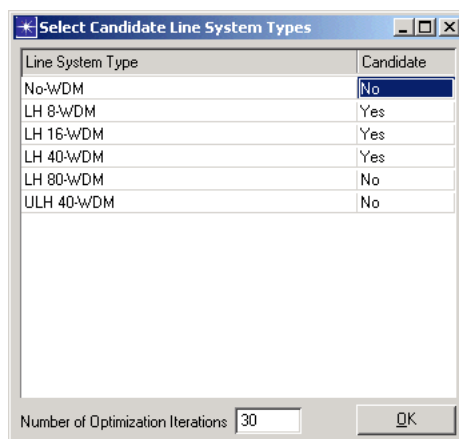 Select Candidate Line System Types
Line System Type Candidate
No-WDM No
LH 8-WDM Yes
LH 16-WDM Yes
LH 40-WDM Yes
LH 80-WDM No
ULH 40-WDM No
Number of Optimization Iterations 30 OK